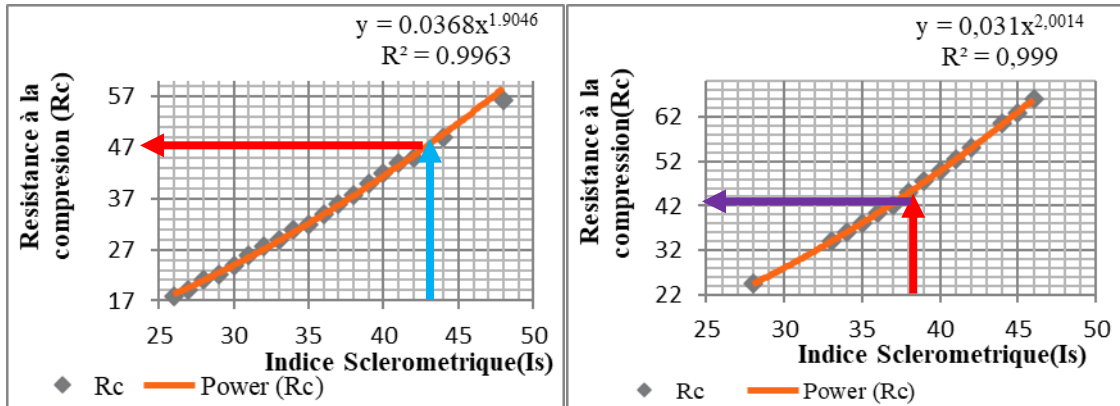 y = 0.0368x^1.9046
R² = 0.9963
Resistance à la
compression (Rc)
57
47
37
27
17
25 30 35 40 45 50
Indice Sclerometrique(Is)
Rc Power (Rc)
y = 0,031x^2,0014
R² = 0,999
Resistance à la
compression(Rc)
62
52
42
32
22
25 30 35 40 45 50
Indice Sclerometrique(Is)
Rc Power (Rc)